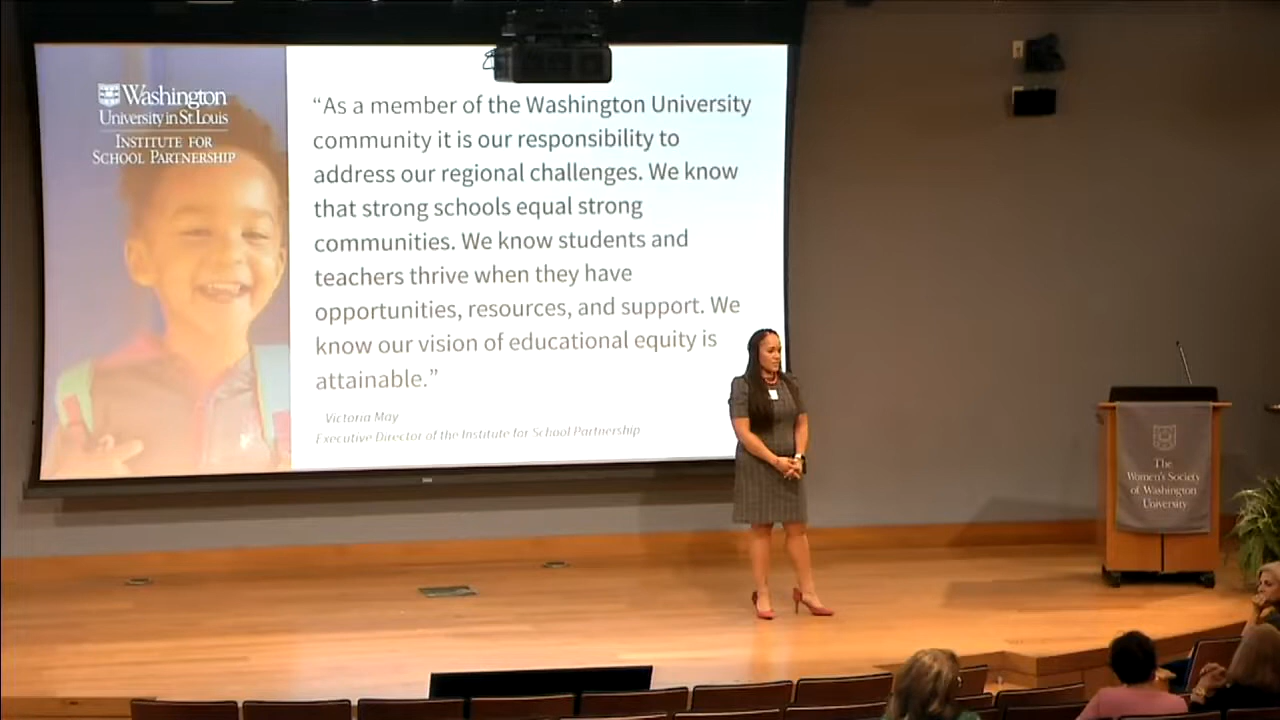 Washington
University in St. Louis
INSTITUTE FOR
SCHOOL PARTNERSHIP
“As a member of the Washington University
community it is our responsibility to
address our regional challenges. We know
that strong schools equal strong
communities. We know students and
teachers thrive when they have
opportunities, resources, and support. We
know our vision of educational equity is
attainable.”
Victoria May
Executive Director of the Institute for School Partnership
The
Women's Society
of Washington
University